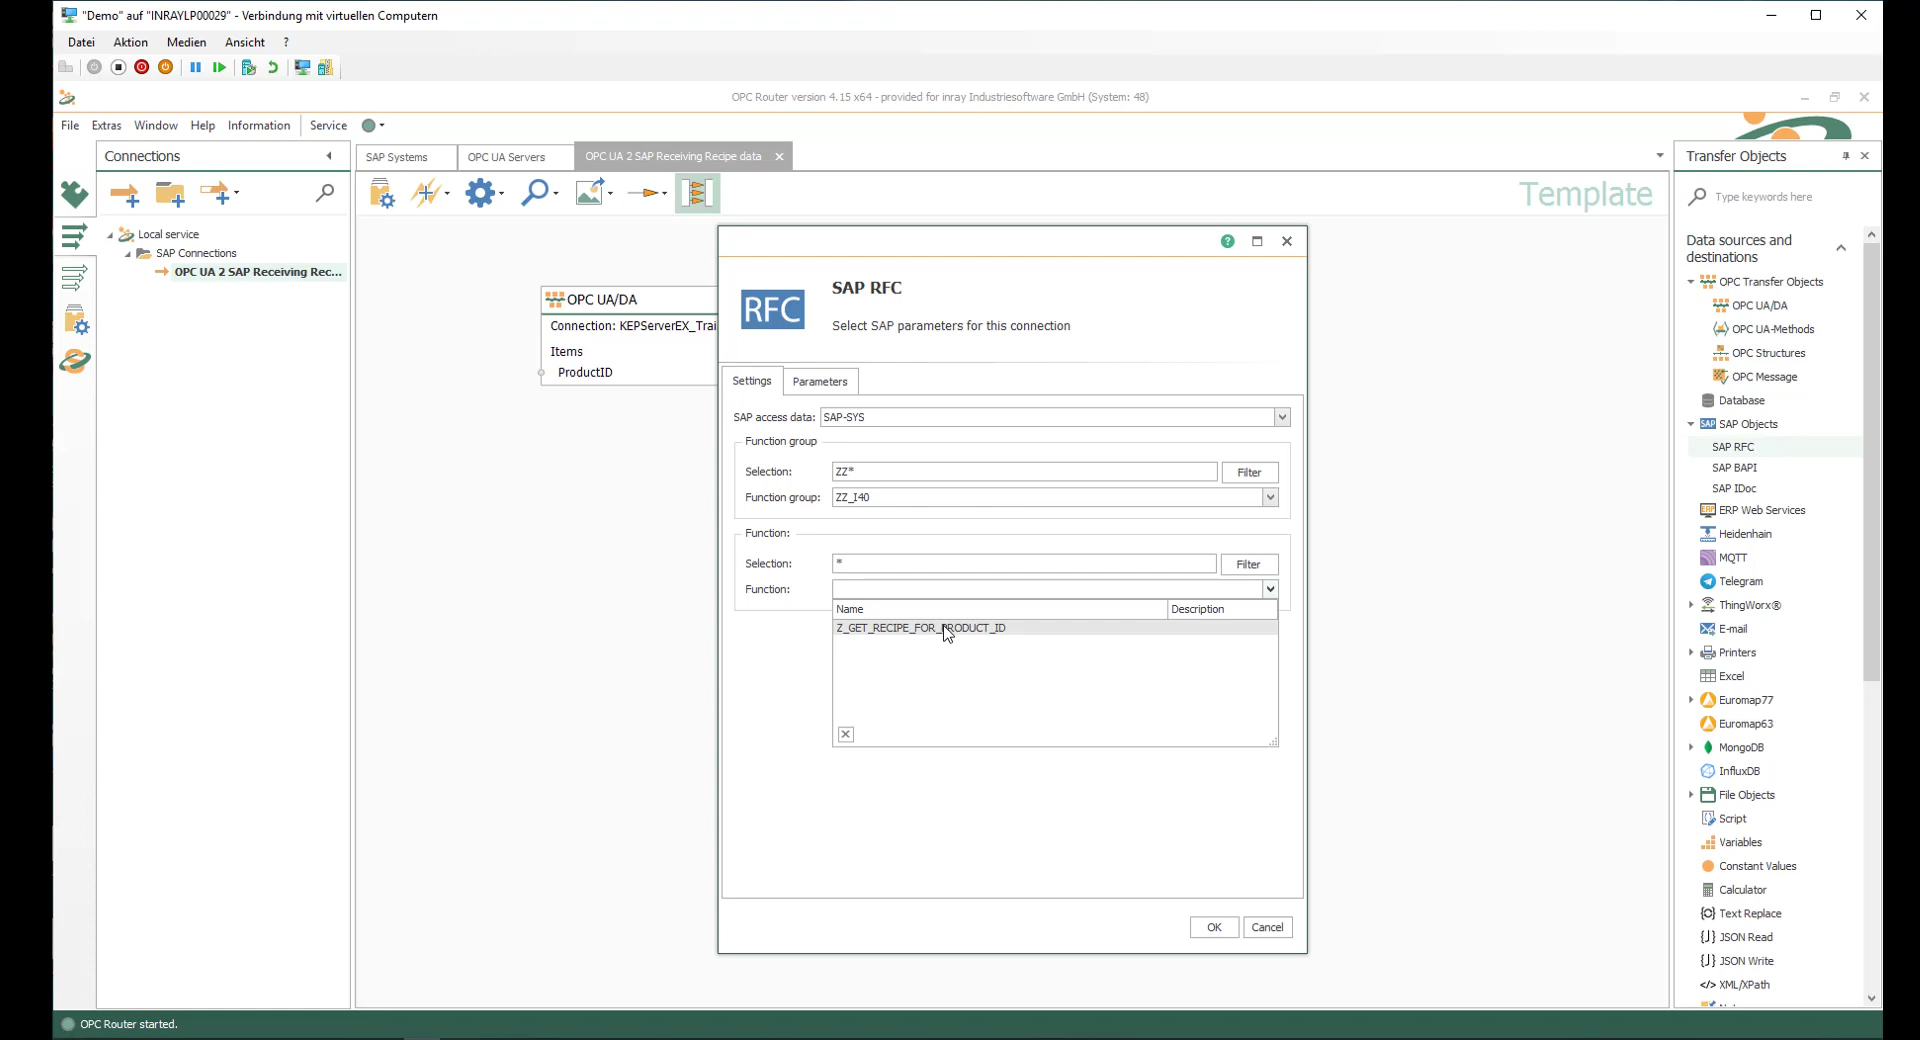 "Demo" auf "INRAYLP00029" - Verbindung mit virtuellen Computern
Datei Aktion Medien Ansicht ?
OPC Router version 4.15 x64 - provided for inray Industriesoftware GmbH (System: 48)
File Extras Window Help Information Service
Connections
SAP Systems
OPC UA Servers
OPC UA 2 SAP Receiving Recipe data
Template
Local service
SAP Connections
OPC UA 2 SAP Receiving Rec...
OPC UA/DA
Connection: KEPServerEX_Trai
Items
ProductID
?
RFC
SAP RFC
Select SAP parameters for this connection
Settings Parameters
SAP access data: SAP-SYS
Function group
Selection: ZZ* Filter
Function group: ZZ_I40
Function:
Selection: * Filter
Function:
Name Description
Z_GET_RECIPE_FOR_PRODUCT_ID
OK Cancel
Transfer Objects
Type keywords here
Data sources and
destinations
OPC Transfer Objects
OPC UA/DA
OPC UA-Methods
OPC Structures
OPC Message
Database
SAP SAP Objects
SAP RFC
SAP BAPI
SAP IDoc
ERP ERP Web Services
Heidenhain
MQTT
Telegram
ThingWorx®
E-mail
Printers
Excel
Euromap77
Euromap63
MongoDB
InfluxDB
File Objects
Script
Variables
Constant Values
Calculator
Text Replace
JSON Read
JSON Write
</> XML/XPath
OPC Router started.